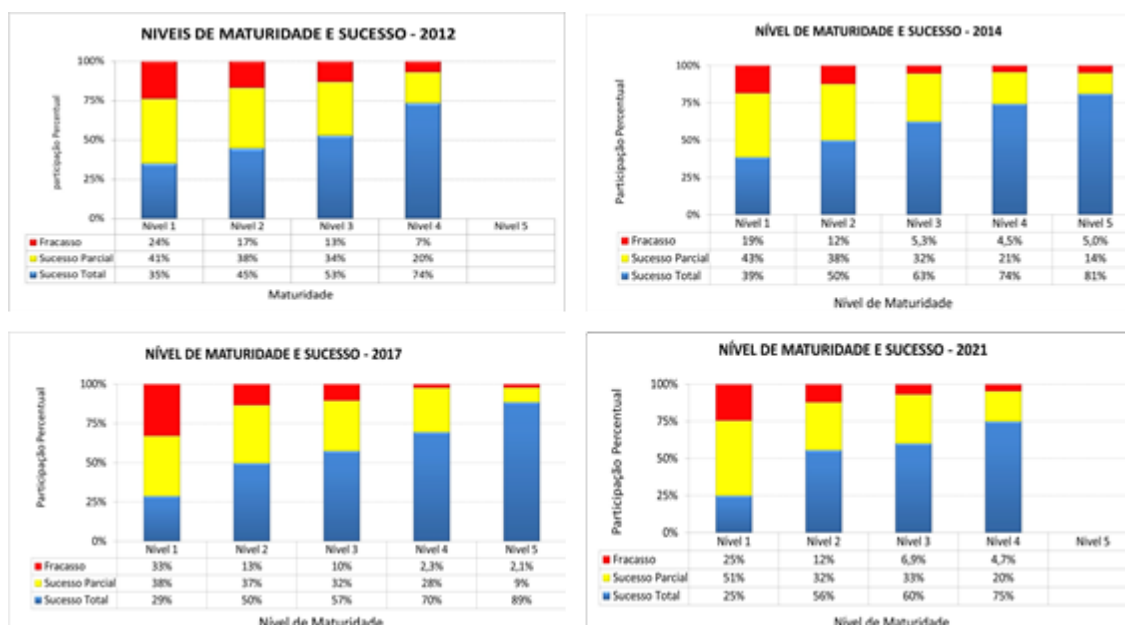 NIVEIS DE MATURIDADE E SUCESSO - 2012
participação Percentual
100%
75%
50%
25%
0%
Nivel 1 Nivel 2 Nivel 3 Nivel 4 Nivel 5
Fracasso 24% 17% 13% 7%
Sucesso Parcial 41% 38% 34% 20%
Sucesso Total 35% 45% 53% 74%
Maturidade
NÍVEL DE MATURIDADE E SUCESSO - 2014
Participação Percentual
100%
75%
50%
25%
0%
Nível 1 Nível 2 Nível 3 Nível 4 Nível 5
Fracasso 19% 12% 5,3% 4,5% 5,0%
Sucesso Parcial 43% 38% 32% 21% 14%
Sucesso Total 39% 50% 63% 74% 81%
Nível de Maturidade
NÍVEL DE MATURIDADE E SUCESSO - 2017
Participação Percentual
100%
75%
50%
25%
0%
Nível 1 Nível 2 Nível 3 Nível 4 Nível 5
Fracasso 33% 13% 10% 2,3% 2,1%
Sucesso Parcial 38% 37% 32% 28% 9%
Sucesso Total 29% 50% 57% 70% 89%
Nível de Maturidade
NÍVEL DE MATURIDADE E SUCESSO - 2021
Participação Percentual
100%
75%
50%
25%
0%
Nível 1 Nível 2 Nível 3 Nível 4 Nível 5
Fracasso 25% 12% 6,9% 4,7%
Sucesso Parcial 51% 32% 33% 20%
Sucesso Total 25% 56% 60% 75%
Nível de Maturidade